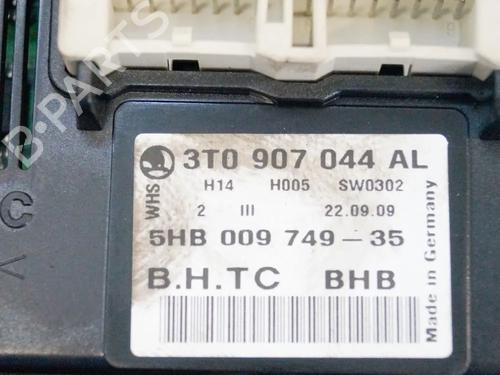 B-PARTS
3T0 907 044 AL
WHS
H14 H005 SW0302
2 III 22.09.09
5HB 009 749-35
B.H.TC BHB
Made in Germany
C